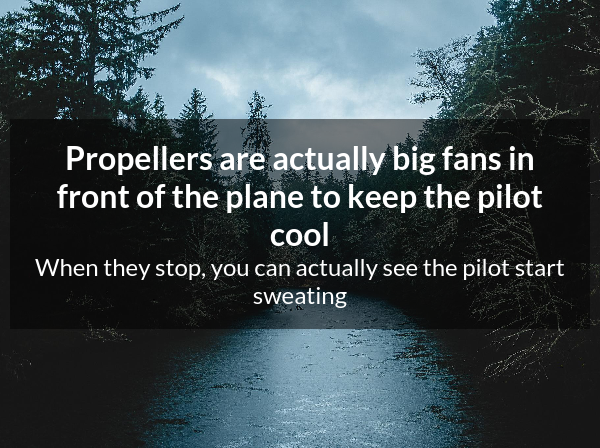 Propellers are actually big fans in
front of the plane to keep the pilot
cool
When they stop, you can actually see the pilot start
sweating